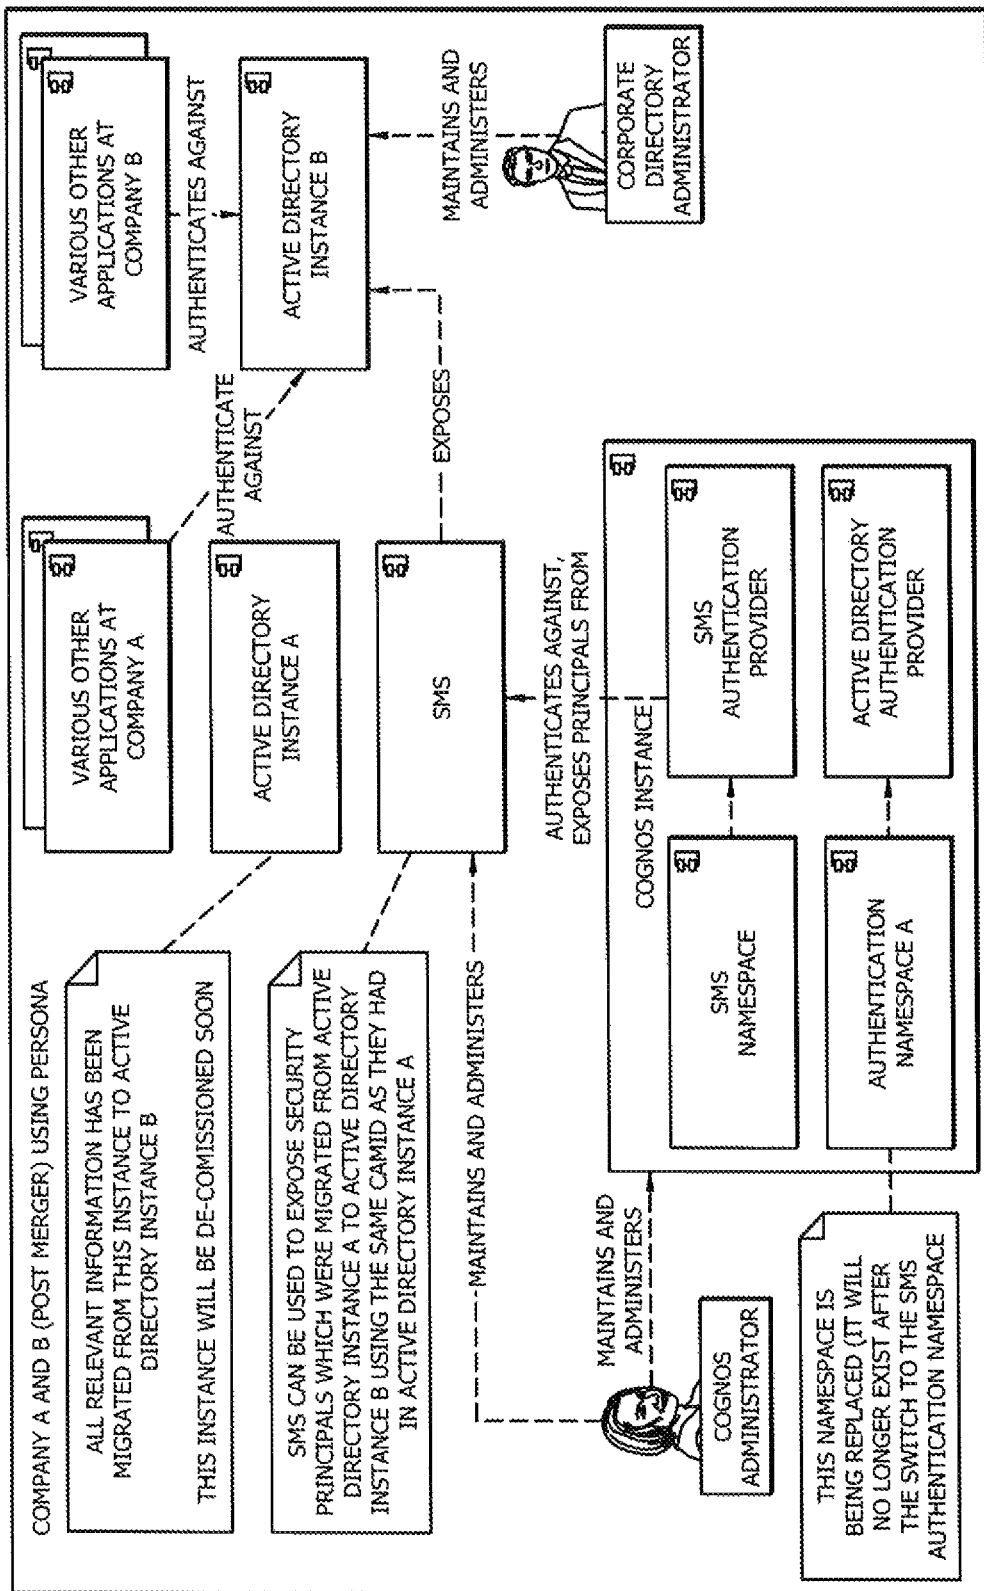 COMPANY A AND B (POST MERGER) USING PERSONA
ALL RELEVANT INFORMATION HAS BEEN
MIGRATED FROM THIS INSTANCE TO ACTIVE
DIRECTORY INSTANCE B
THIS INSTANCE WILL BE DE-COMISSIONED SOON
SMS CAN BE USED TO EXPOSE SECURITY
PRINCIPALS WHICH WERE MIGRATED FROM ACTIVE
DIRECTORY INSTANCE A TO ACTIVE DIRECTORY
INSTANCE B USING THE SAME CAMID AS THEY HAD
IN ACTIVE DIRECTORY INSTANCE A
VARIOUS OTHER
APPLICATIONS AT
COMPANY A
AUTHENTICATE
AGAINST
ACTIVE DIRECTORY
INSTANCE A
SMS
EXPOSES
VARIOUS OTHER
APPLICATIONS AT
COMPANY B
AUTHENTICATES AGAINST
ACTIVE DIRECTORY
INSTANCE B
MAINTAINS AND
ADMINISTERS
CORPORATE
DIRECTORY
ADMINISTRATOR
MAINTAINS AND ADMINISTERS
AUTHENTICATES AGAINST,
EXPOSES PRINCIPALS FROM
MAINTAINS AND
ADMINISTERS
COGNOS
ADMINISTRATOR
COGNOS INSTANCE
SMS
NAMESPACE
SMS
AUTHENTICATION
PROVIDER
AUTHENTICATION
NAMESPACE A
ACTIVE DIRECTORY
AUTHENTICATION
PROVIDER
THIS NAMESPACE IS
BEING REPLACED (IT WILL
NO LONGER EXIST AFTER
THE SWITCH TO THE SMS
AUTHENTICATION NAMESPACE